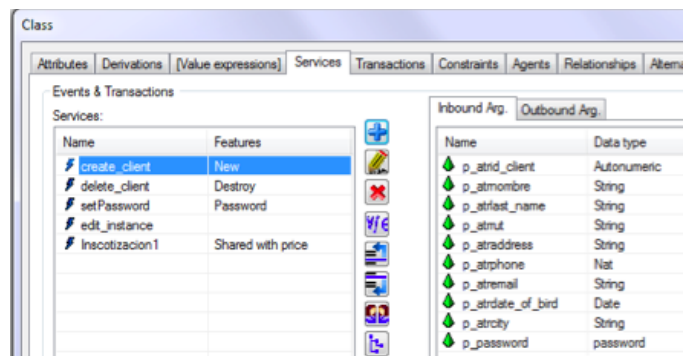 Class
Attributes Derivations [Value expressions] Services Transactions Constraints Agents Relationships Alterna
Events & Transactions
Services:
Name Features
create_client New
delete_client Destroy
setPassword Password
edit_instance
Inscotizacion1 Shared with price
Inbound Arg. Outbound Arg.
Name Data type
p_atrid_client Autonumeric
p_atrnombre String
p_atrlast_name String
p_atrrut String
p_atraddress String
p_atrphone Nat
p_atremail String
p_atrdate_of_bird Date
p_atrcity String
p_password password